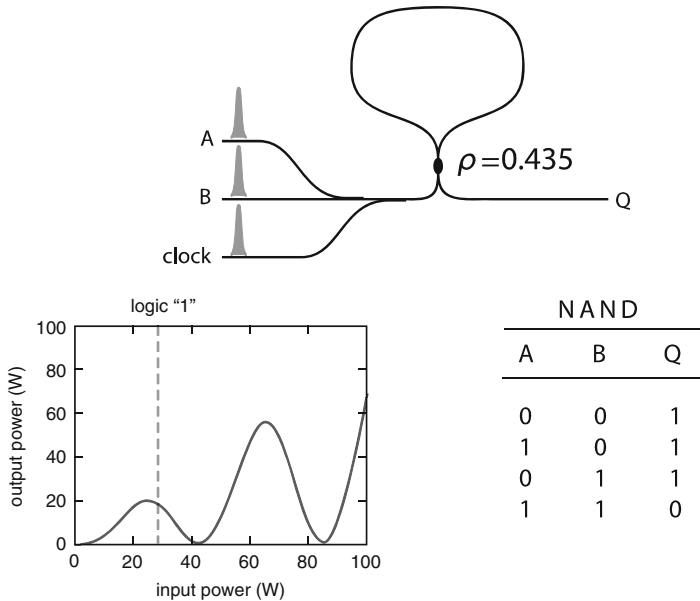 A
B
clock
ρ=0.435
Q
logic "1"
100
80
60
40
20
0
output power (W)
0 20 40 60 80 100
input power (W)
NAND
A B Q
0 0 1
1 0 1
0 1 1
1 1 0